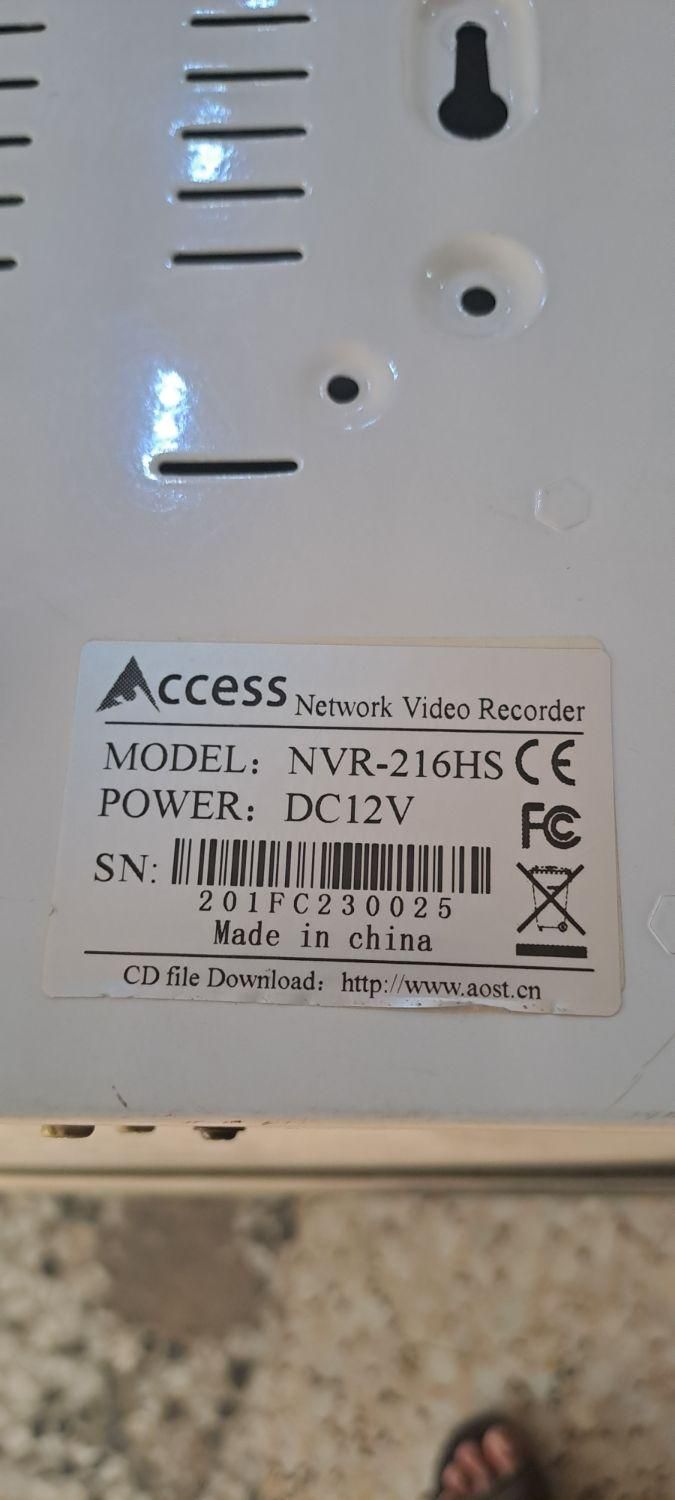 Access Network Video Recorder
MODEL: NVR-216HS CE
POWER: DC12V
FC
SN:
201FC230025
Made in china
CD file Download: http://www.aost.cn